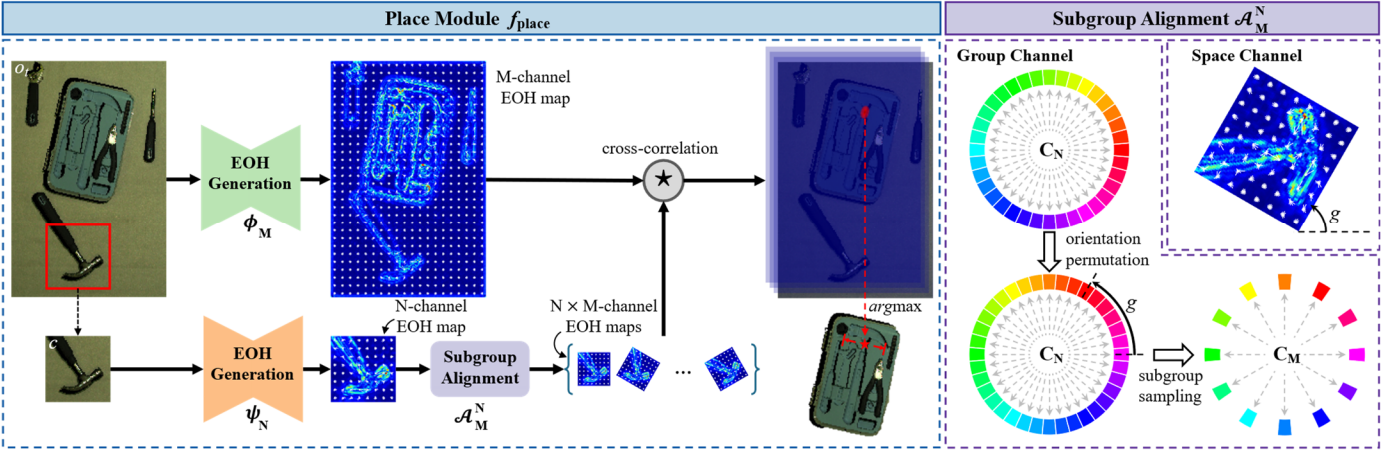 Place Module f_place
Subgroup Alignment 𝒜_M^N
o_t
M-channel
EOH map
EOH
Generation
ϕ_M
cross-correlation
★
argmax
c
EOH
Generation
ψ_N
N-channel
EOH map
Subgroup
Alignment
𝒜_M^N
N × M-channel
EOH maps
...
Group Channel
C_N
orientation
permutation
g
C_N
subgroup
sampling
Space Channel
g
C_M